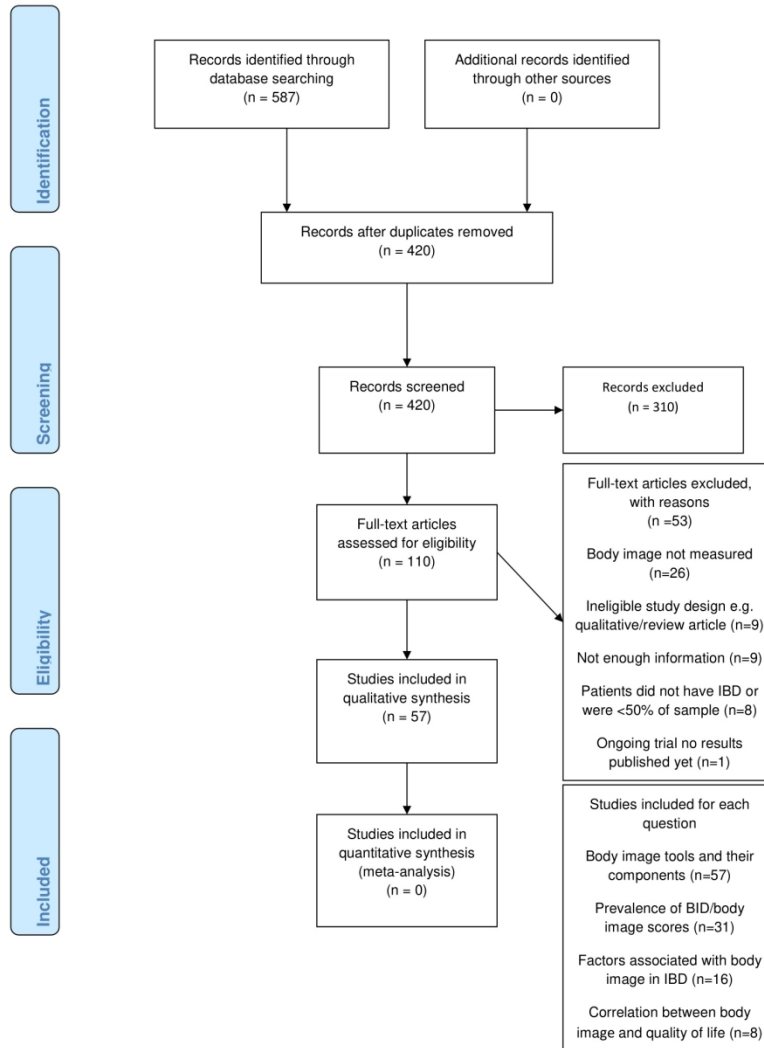 Identification
Records identified through
database searching
(n = 587)
Additional records identified
through other sources
(n = 0)
Records after duplicates removed
(n = 420)
Screening
Records screened
(n = 420)
Records excluded
(n = 310)
Eligibility
Full-text articles
assessed for eligibility
(n = 110)
Full-text articles excluded,
with reasons
(n =53)
Body image not measured
(n=26)
Ineligible study design e.g.
qualitative/review article (n=9)
Not enough information (n=9)
Patients did not have IBD or
were <50% of sample (n=8)
Ongoing trial no results
published yet (n=1)
Studies included in
qualitative synthesis
(n = 57)
Included
Studies included in
quantitative synthesis
(meta-analysis)
(n = 0)
Studies included for each
question
Body image tools and their
components (n=57)
Prevalence of BID/body
image scores (n=31)
Factors associated with body
image in IBD (n=16)
Correlation between body
image and quality of life (n=8)